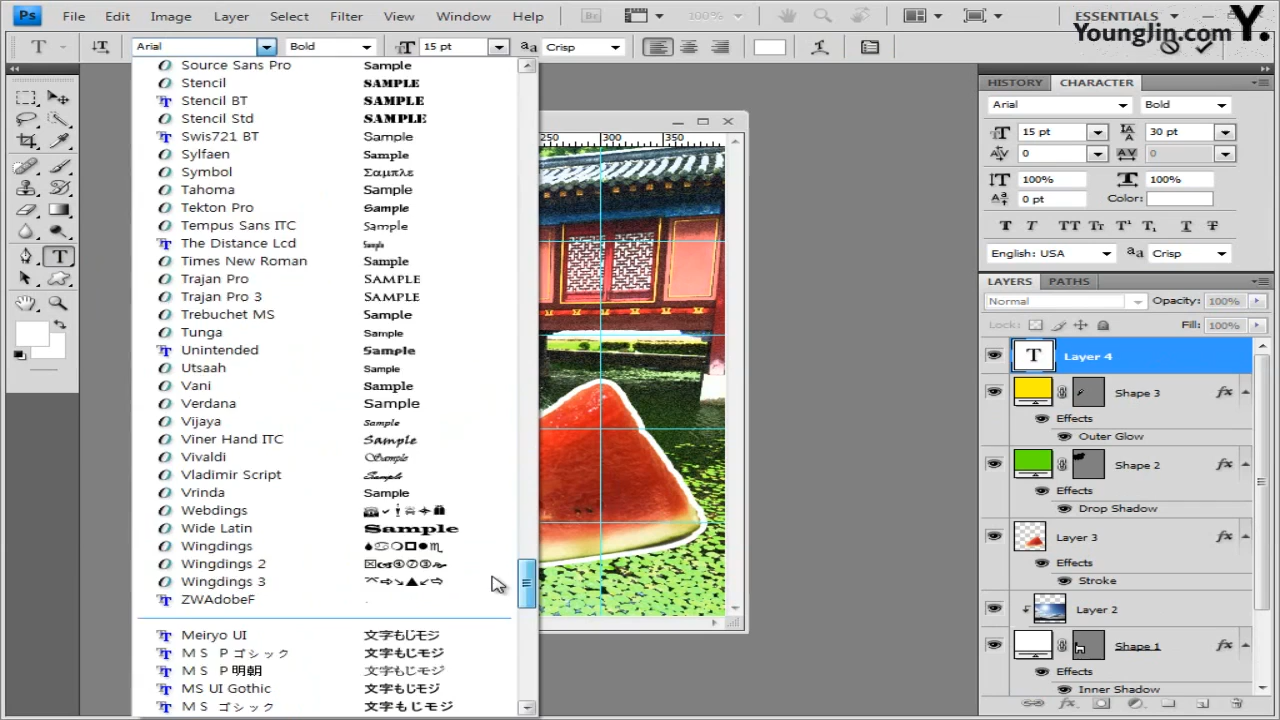 Ps File Edit Image Layer Select Filter View Window Help Br 100% ESSENTIALS
Y.
YoungJin.com
T Arial Bold 15 pt Crisp
Source Sans Pro Sample
Stencil SAMPLE
Stencil BT SAMPLE
Stencil Std SAMPLE
Swis721 BT Sample
Sylfaen Sample
Symbol Σαμπλε
Tahoma Sample
Tekton Pro Sample
Tempus Sans ITC Sample
The Distance Lcd Sample
Times New Roman Sample
Trajan Pro SAMPLE
Trajan Pro 3 SAMPLE
Trebuchet MS Sample
Tunga Sample
Unintended Sample
Utsaah Sample
Vani Sample
Verdana Sample
Vijaya Sample
Viner Hand ITC Sample
Vivaldi Sample
Vladimir Script Sample
Vrinda Sample
Webdings
Wide Latin Sample
Wingdings
Wingdings 2
Wingdings 3
ZWAdobeF
Meiryo UI 文字もじモジ
ＭＳ Ｐゴシック 文字もじモジ
ＭＳ Ｐ明朝 文字もじモジ
MS UI Gothic 文字もじモジ
ＭＳ ゴシック 文字もじモジ
250 300 350
HISTORY CHARACTER
Arial Bold
15 pt 30 pt
0 0
100% 100%
0 pt Color:
T T TT Tr T¹ T₁ T T
English: USA aa Crisp
LAYERS PATHS
Normal Opacity: 100%
Lock: Fill: 100%
T Layer 4
Shape 3 fx
Effects
Outer Glow
Shape 2 fx
Effects
Drop Shadow
Layer 3 fx
Effects
Stroke
Layer 2
Shape 1 fx
Effects
Inner Shadow